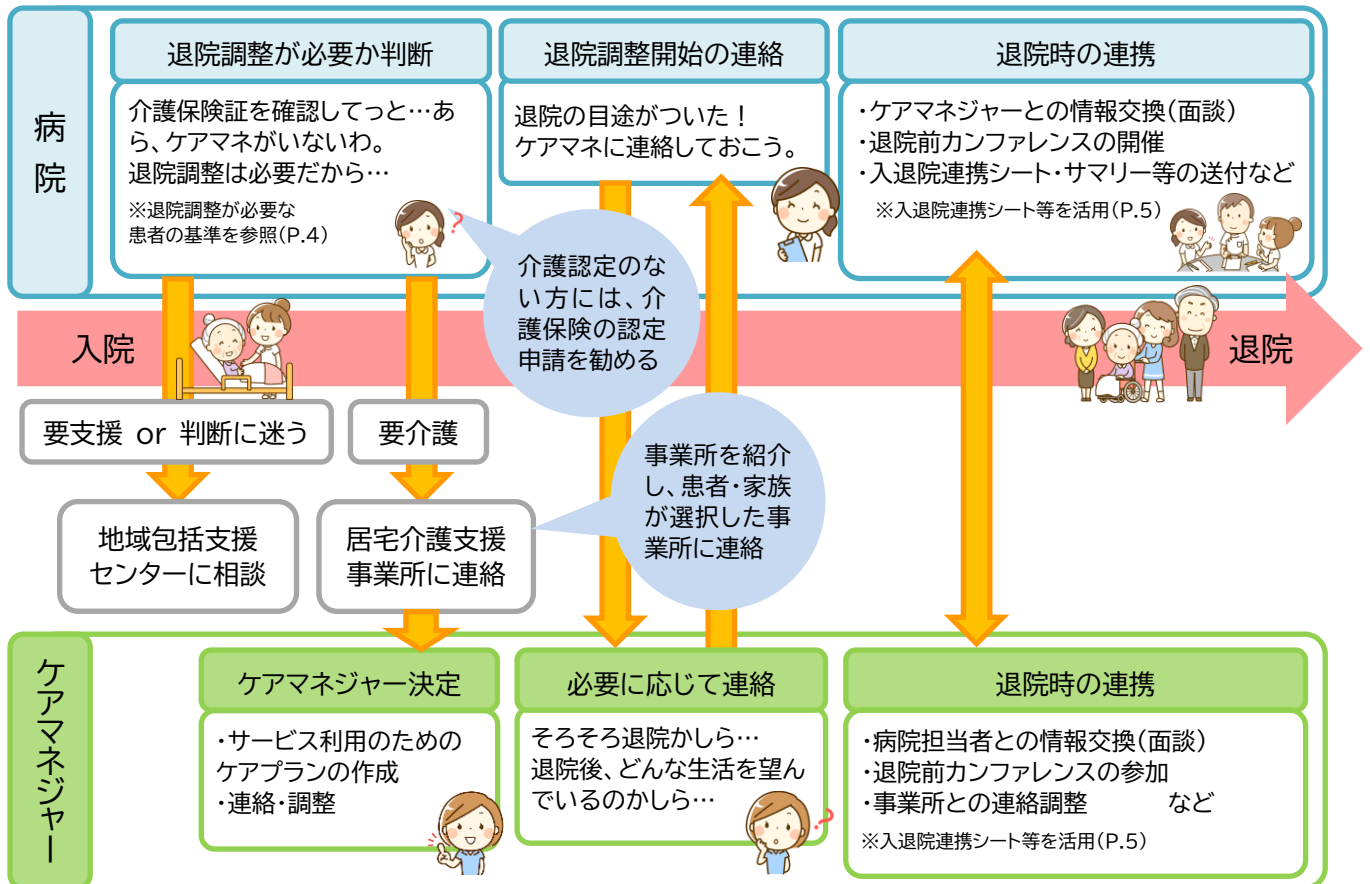 病院
退院調整が必要か判断
介護保険証を確認してっと…あ
ら、ケアマネがいないわ。
退院調整は必要だから…
※退院調整が必要な
患者の基準を参照(P.4)
?
退院調整開始の連絡
退院の目途がついた！
ケアマネに連絡しておこう。
退院時の連携
・ケアマネジャーとの情報交換(面談)
・退院前カンファレンスの開催
・入退院連携シート・サマリー等の送付など
※入退院連携シート等を活用(P.5)
介護認定のな
い方には、介
護保険の認定
申請を勧める
入院
退院
要支援 or 判断に迷う
要介護
地域包括支援
センターに相談
居宅介護支援
事業所に連絡
事業所を紹介
し、患者・家族
が選択した事
業所に連絡
ケアマネジャー
ケアマネジャー決定
・サービス利用のための
ケアプランの作成
・連絡・調整
必要に応じて連絡
そろそろ退院かしら…
退院後、どんな生活を望ん
でいるのかしら…
?
退院時の連携
・病院担当者との情報交換(面談)
・退院前カンファレンスの参加
・事業所との連絡調整　　など
※入退院連携シート等を活用(P.5)